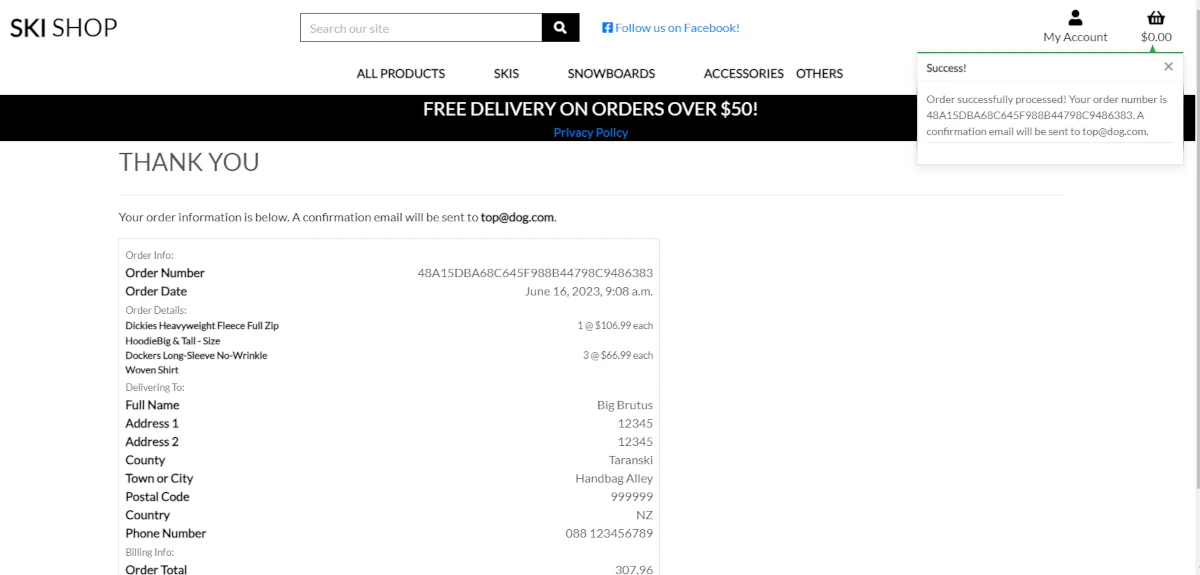 SKI SHOP
Search our site
Follow us on Facebook!
My Account
$0.00
ALL PRODUCTS SKIS SNOWBOARDS ACCESSORIES OTHERS
Success! ×
Order successfully processed! Your order number is
48A15DBA68C645F988B44798C9486383. A
confirmation email will be sent to top@dog.com.
FREE DELIVERY ON ORDERS OVER $50!
Privacy Policy
THANK YOU
Your order information is below. A confirmation email will be sent to top@dog.com.
Order Info:
Order Number 48A15DBA68C645F988B44798C9486383
Order Date June 16, 2023, 9:08 a.m.
Order Details:
Dickies Heavyweight Fleece Full Zip 1 @ $106.99 each
HoodieBig & Tall - Size
Dockers Long-Sleeve No-Wrinkle 3 @ $66.99 each
Woven Shirt
Delivering To:
Full Name Big Brutus
Address 1 12345
Address 2 12345
County Taranski
Town or City Handbag Alley
Postal Code 999999
Country NZ
Phone Number 088 123456789
Billing Info:
Order Total 307.96